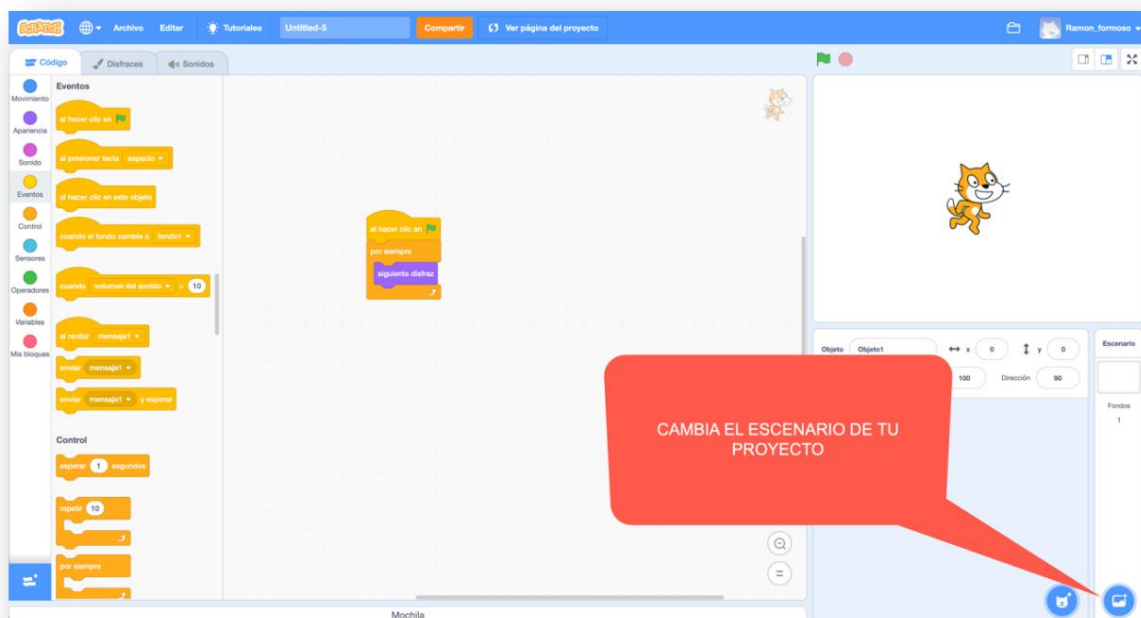 SCRATCH
Archivo
Editar
Tutoriales
Untitled-5
Compartir
Ver página del proyecto
Ramon_formoso
Código
Disfraces
Sonidos
Movimiento
Apariencia
Sonido
Eventos
Control
Sensores
Operadores
Variables
Mis bloques
Eventos
al hacer clic en
al presionar tecla espacio
al hacer clic en este objeto
cuando el fondo cambie a fondo1
cuando volumen del sonido > 10
al recibir mensaje1
enviar mensaje1
enviar mensaje1 y esperar
Control
esperar 1 segundos
repetir 10
por siempre
al hacer clic en
por siempre
siguiente disfraz
Mochila
Objeto Objeto1 x 0 y 0
100 Dirección 90
Escenario
Fondos
1
CAMBIA EL ESCENARIO DE TU
PROYECTO